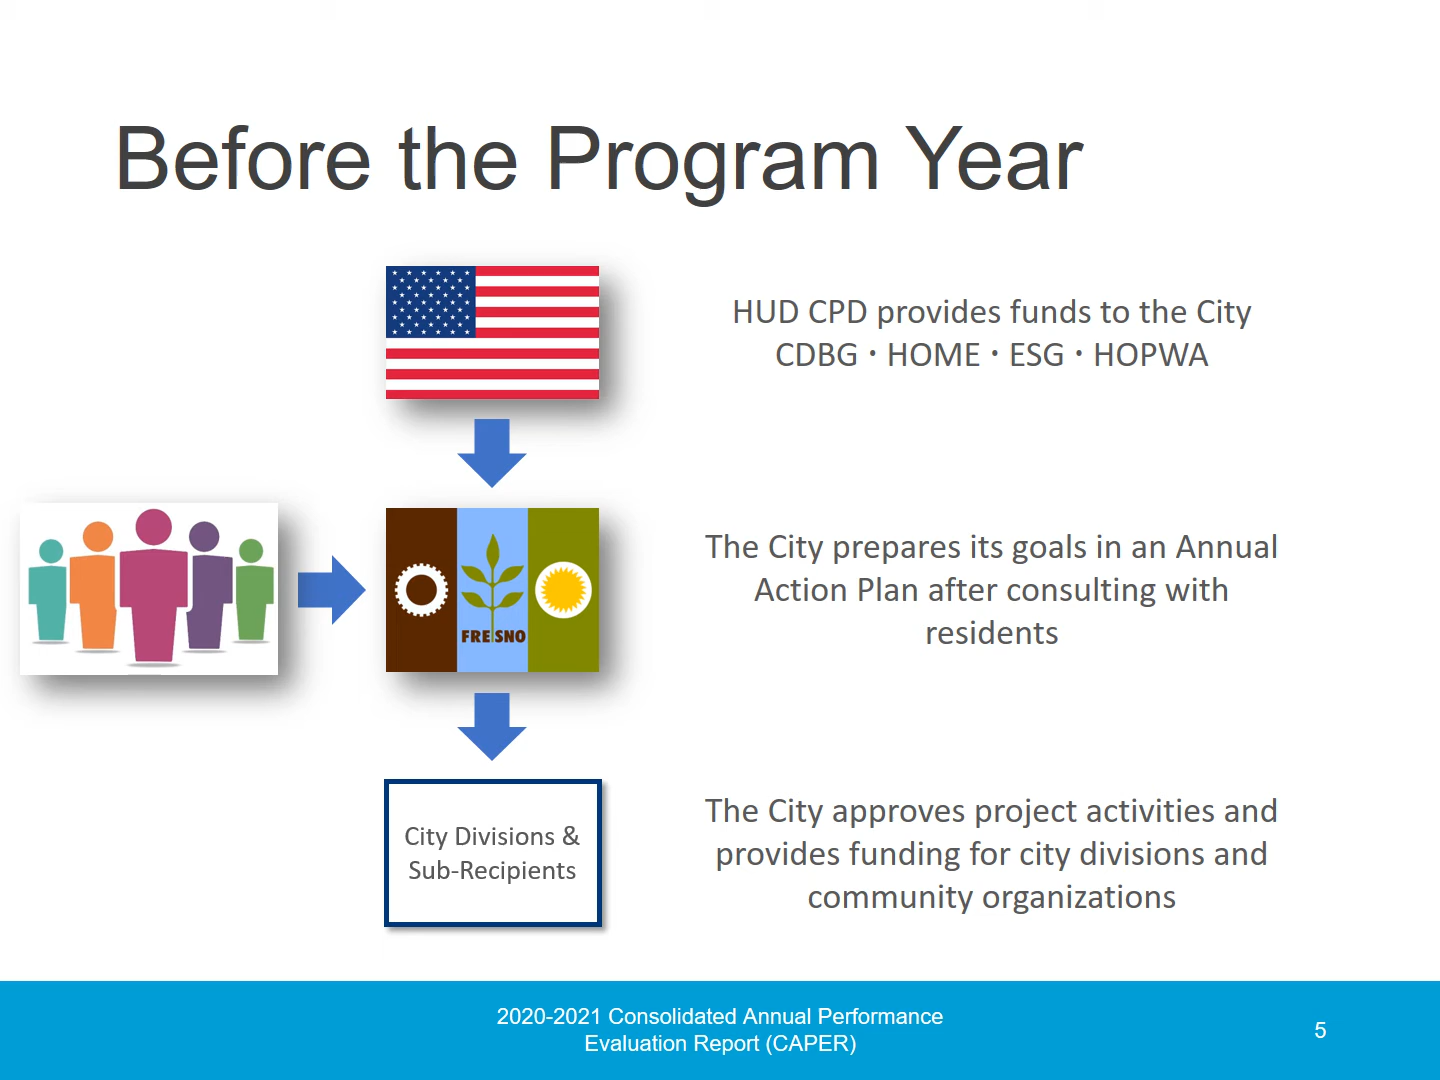 Before the Program Year
HUD CPD provides funds to the City
CDBG · HOME · ESG · HOPWA
FRESNO
The City prepares its goals in an Annual
Action Plan after consulting with
residents
City Divisions &
Sub-Recipients
The City approves project activities and
provides funding for city divisions and
community organizations
2020-2021 Consolidated Annual Performance
Evaluation Report (CAPER)
5